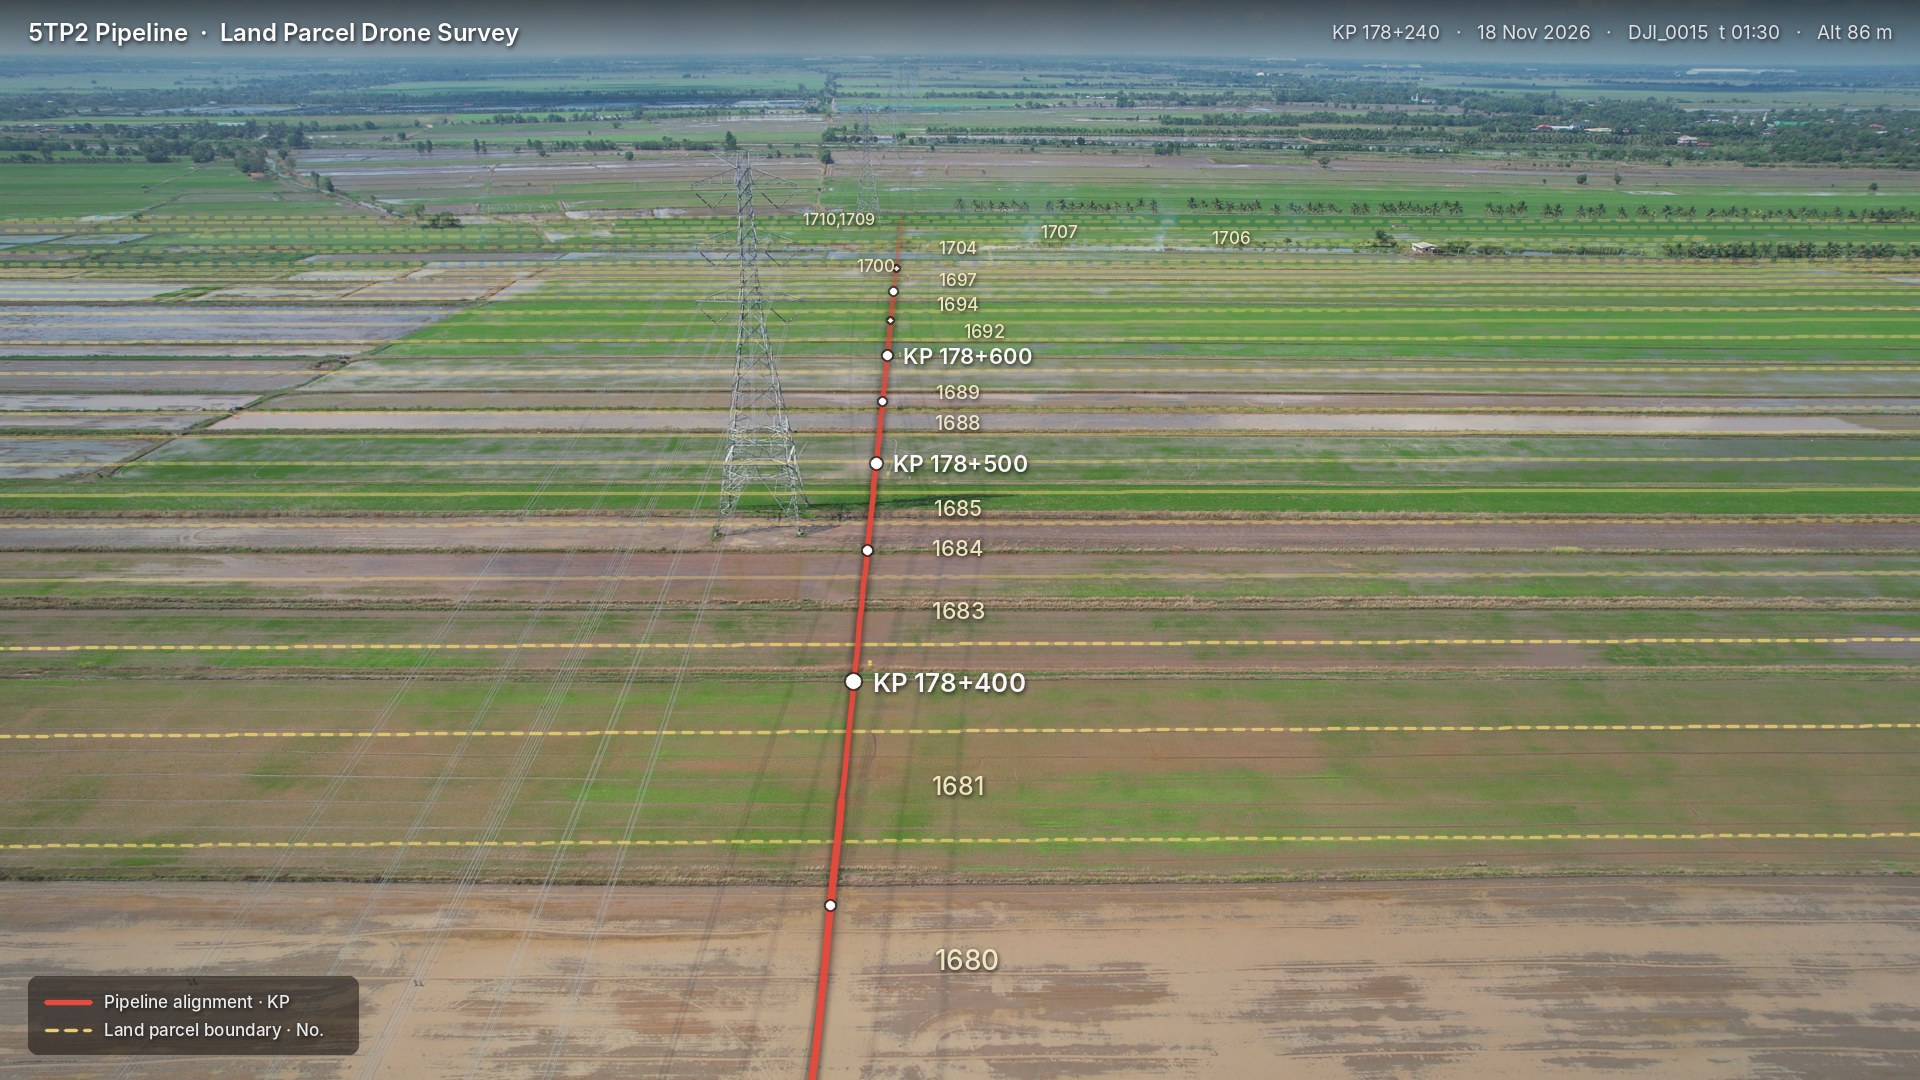 5TP2 Pipeline · Land Parcel Drone Survey
KP 178+240 · 18 Nov 2026 · DJI_0015 t 01:30 · Alt 86 m
1710,1709
1707
1706
1704
1700
1697
1694
1692
KP 178+600
1689
1688
KP 178+500
1685
1684
1683
KP 178+400
1681
1680
Pipeline alignment · KP
Land parcel boundary · No.